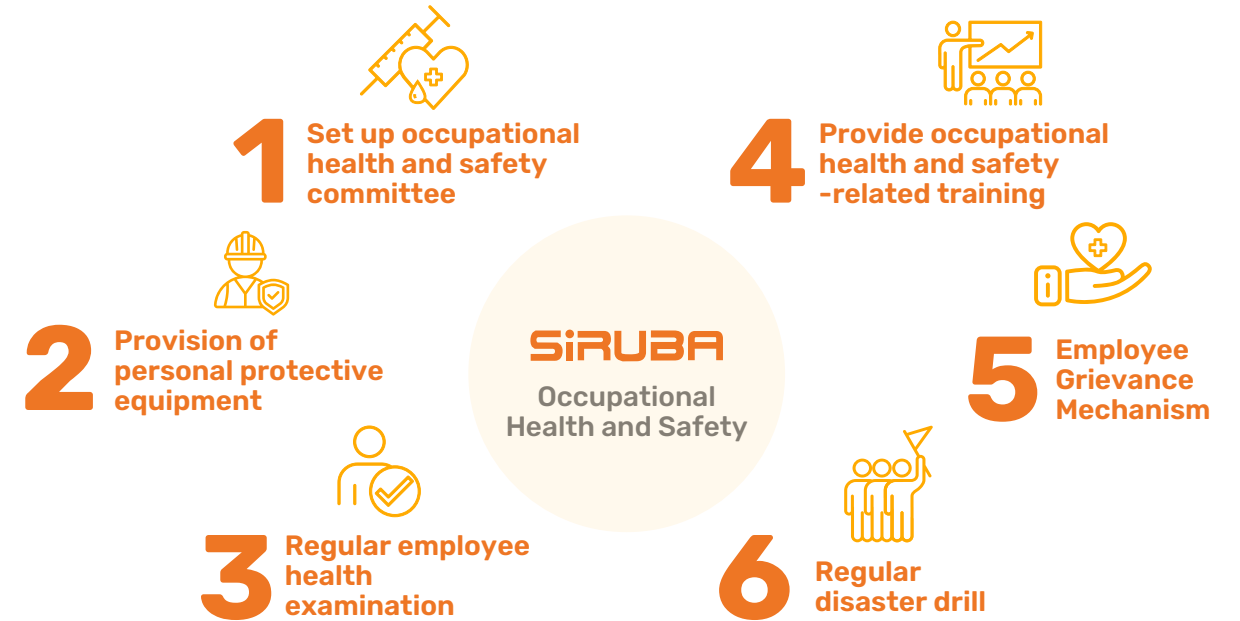 1
Set up occupational
health and safety
committee
2
Provision of
personal protective
equipment
3
Regular employee
health
examination
SiRUBA
Occupational
Health and Safety
4
Provide occupational
health and safety
-related training
5
Employee
Grievance
Mechanism
6
Regular
disaster drill